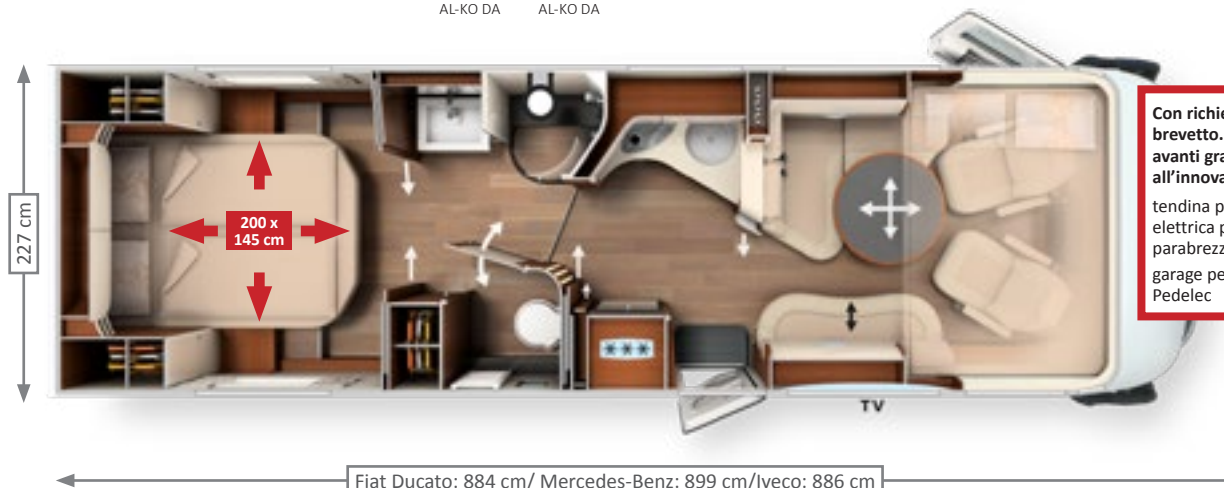 AL-KO DA AL-KO DA
Con richie
brevetto.
avanti gra
all’innova
tendina p
elettrica p
parabrezz
garage pe
Pedelec
200 x
145 cm
227 cm
TV
Fiat Ducato: 884 cm/ Mercedes-Benz: 899 cm/Iveco: 886 cm